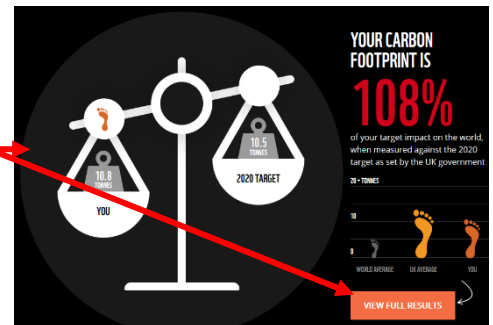 YOUR CARBON
FOOTPRINT IS
108%
of your target impact on the world,
when measured against the 2020
target as set by the UK government
20 + TONNES
10
0
WORLD AVERAGE
UK AVERAGE
YOU
VIEW FULL RESULTS
10.8
TONNES
YOU
10.5
TONNES
2020 TARGET